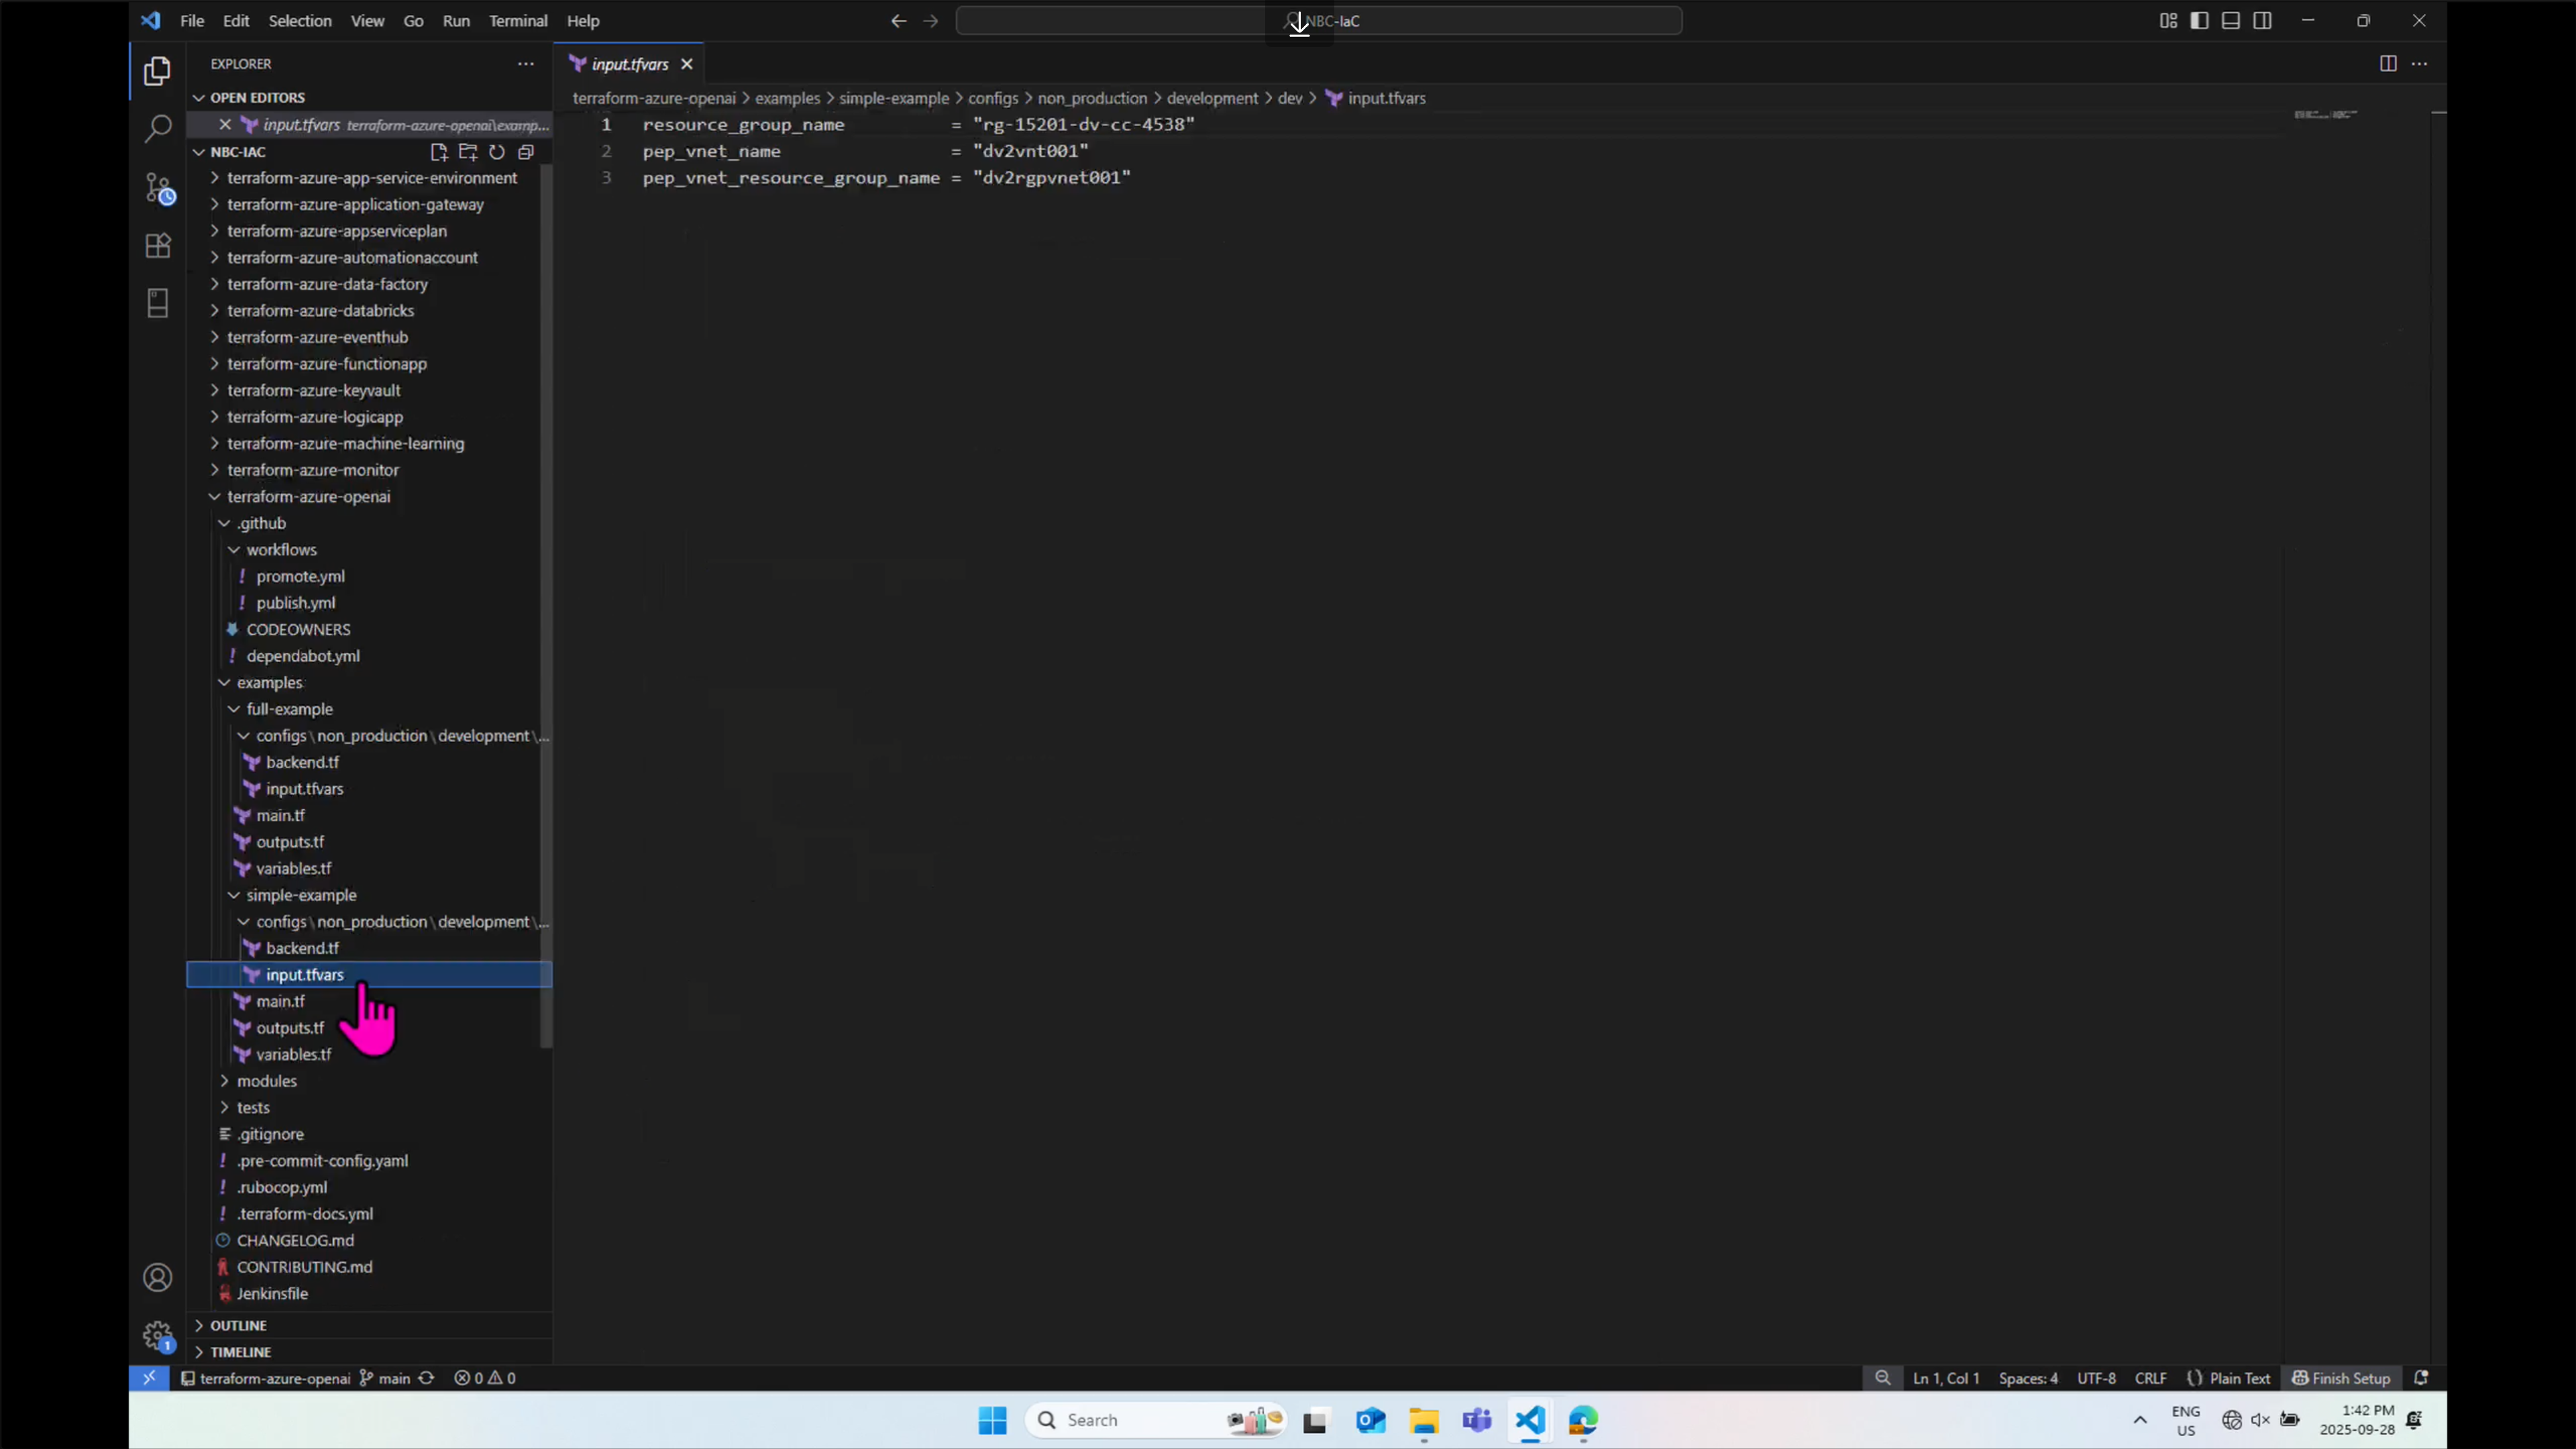 File Edit Selection View Go Run Terminal Help
NBC-IaC
EXPLORER
OPEN EDITORS
input.tfvars terraform-azure-openai\examp...
NBC-IAC
terraform-azure-app-service-environment
terraform-azure-application-gateway
terraform-azure-appserviceplan
terraform-azure-automationaccount
terraform-azure-data-factory
terraform-azure-databricks
terraform-azure-eventhub
terraform-azure-functionapp
terraform-azure-keyvault
terraform-azure-logicapp
terraform-azure-machine-learning
terraform-azure-monitor
terraform-azure-openai
.github
workflows
promote.yml
publish.yml
CODEOWNERS
dependabot.yml
examples
full-example
configs\non_production\development\...
backend.tf
input.tfvars
main.tf
outputs.tf
variables.tf
simple-example
configs\non_production\development\...
backend.tf
input.tfvars
main.tf
outputs.tf
variables.tf
modules
tests
.gitignore
.pre-commit-config.yaml
.rubocop.yml
.terraform-docs.yml
CHANGELOG.md
CONTRIBUTING.md
Jenkinsfile
OUTLINE
TIMELINE
input.tfvars
terraform-azure-openai > examples > simple-example > configs > non_production > development > dev > input.tfvars
1 resource_group_name = "rg-15201-dv-cc-4538"
2 pep_vnet_name = "dv2vnt001"
3 pep_vnet_resource_group_name = "dv2rgpvnet001"
terraform-azure-openai main 0 0
Ln 1, Col 1 Spaces: 4 UTF-8 CRLF {} Plain Text Finish Setup
1
Search
ENG
US
1:42 PM
2025-09-28